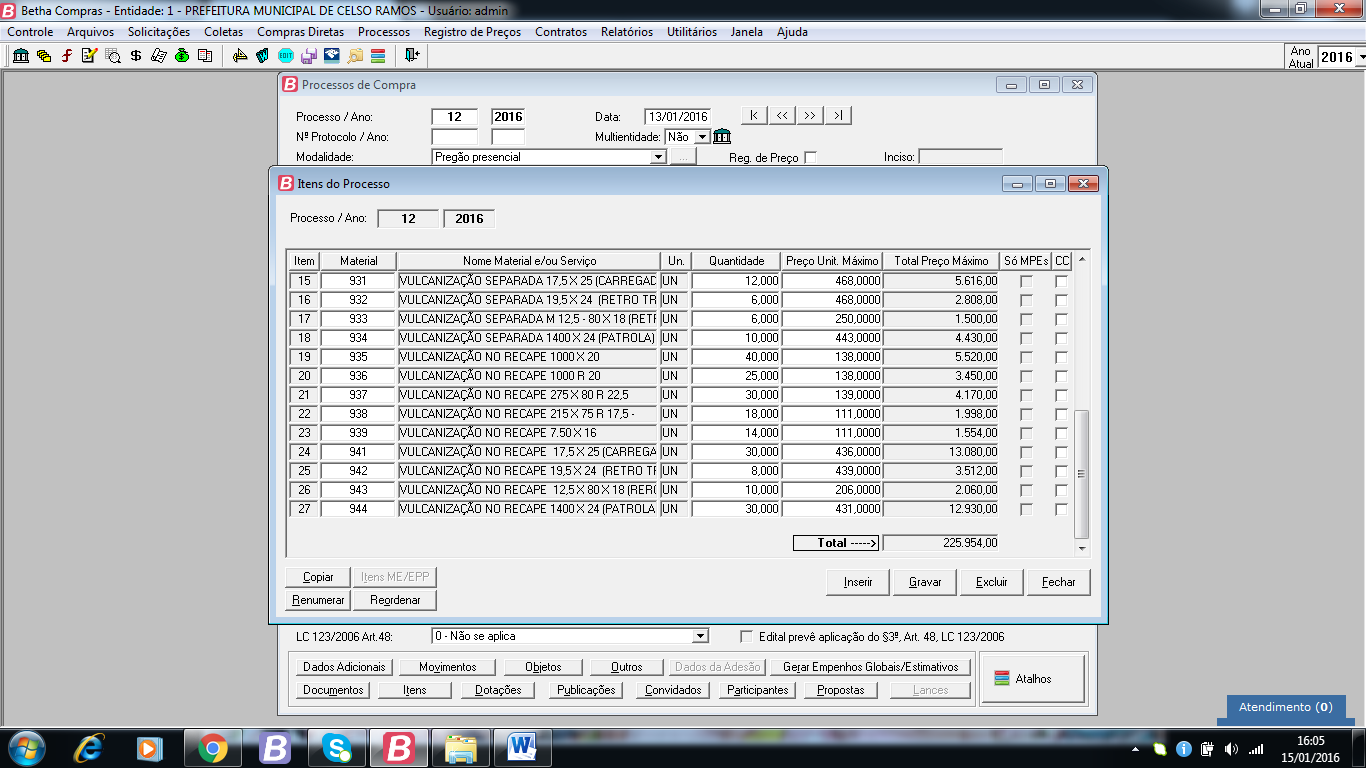 Betha Compras - Entidade: 1 - PREFEITURA MUNICIPAL DE CELSO RAMOS - Usuário: admin
Controle Arquivos Solicitações Coletas Compras Diretas Processos Registro de Preços Contratos Relatórios Utilitários Janela Ajuda
Ano Atual 2016
Processos de Compra
Processo / Ano: 12 2016 Data: 13/01/2016 |< << >> >|
Nº Protocolo / Ano: Multientidade: Não
Modalidade: Pregão presencial ... Reg. de Preço Inciso:
Itens do Processo
Processo / Ano: 12 2016
Item Material Nome Material e/ou Serviço Un. Quantidade Preço Unit. Máximo Total Preço Máximo Só MPEs CC
15 931 VULCANIZAÇÃO SEPARADA 17,5 X 25 (CARREGAD UN 12,000 468,0000 5.616,00
16 932 VULCANIZAÇÃO SEPARADA 19,5 X 24 (RETRO TR UN 6,000 468,0000 2.808,00
17 933 VULCANIZAÇÃO SEPARADA M 12,5 - 80 X 18 (RETF UN 6,000 250,0000 1.500,00
18 934 VULCANIZAÇÃO SEPARADA 1400 X 24 (PATROLA) UN 10,000 443,0000 4.430,00
19 935 VULCANIZAÇÃO NO RECAPE 1000 X 20 UN 40,000 138,0000 5.520,00
20 936 VULCANIZAÇÃO NO RECAPE 1000 R 20 UN 25,000 138,0000 3.450,00
21 937 VULCANIZAÇÃO NO RECAPE 275 X 80 R 22,5 UN 30,000 139,0000 4.170,00
22 938 VULCANIZAÇÃO NO RECAPE 215 X 75 R 17,5 - UN 18,000 111,0000 1.998,00
23 939 VULCANIZAÇÃO NO RECAPE 7.50 X 16 UN 14,000 111,0000 1.554,00
24 941 VULCANIZAÇÃO NO RECAPE 17,5 X 25 (CARREGA UN 30,000 436,0000 13.080,00
25 942 VULCANIZAÇÃO NO RECAPE 19,5 X 24 (RETRO TF UN 8,000 439,0000 3.512,00
26 943 VULCANIZAÇÃO NO RECAPE 12,5 X 80 X 18 (RERO UN 10,000 206,0000 2.060,00
27 944 VULCANIZAÇÃO NO RECAPE 1400 X 24 (PATROLA UN 30,000 431,0000 12.930,00
Total -----> 225.954,00
Copiar Itens ME/EPP Inserir Gravar Excluir Fechar
Renumerar Reordenar
LC 123/2006 Art.48: 0 - Não se aplica Edital prevê aplicação do §3º, Art. 48, LC 123/2006
Dados Adicionais Movimentos Objetos Outros Dados da Adesão Gerar Empenhos Globais/Estimativos
Documentos Itens Dotações Publicações Convidados Participantes Propostas Lances
Atalhos
Atendimento (0)
16:05
15/01/2016